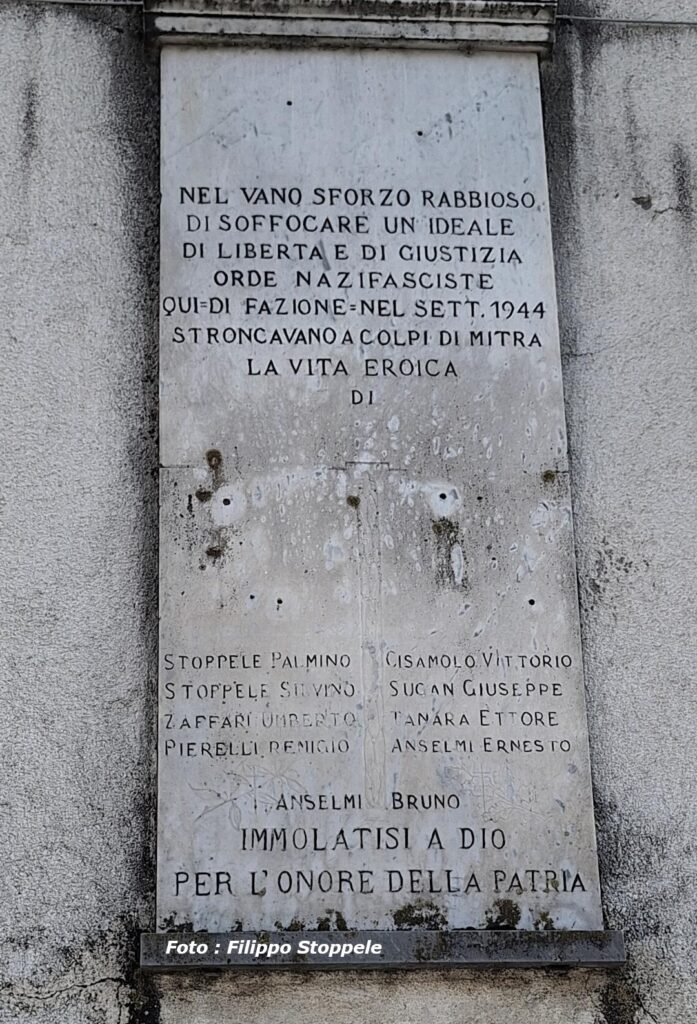 NEL VANO SFORZO RABBIOSO
DI SOFFOCARE UN IDEALE
DI LIBERTA E DI GIUSTIZIA
ORDE NAZIFASCISTE
QUI=DI FAZIONE=NEL SETT. 1944
STRONCAVANO A COLPI DI MITRA
LA VITA EROICA
DI
STOPPELE PALMINO CISAMOLO VITTORIO
STOPPELE SILVINO SUGAN GIUSEPPE
ZAFFARI UMBERTO TANARA ETTORE
PIERELLI REMIGIO ANSELMI ERNESTO
ANSELMI BRUNO
IMMOLATISI A DIO
PER L'ONORE DELLA PATRIA
Foto : Filippo Stoppele